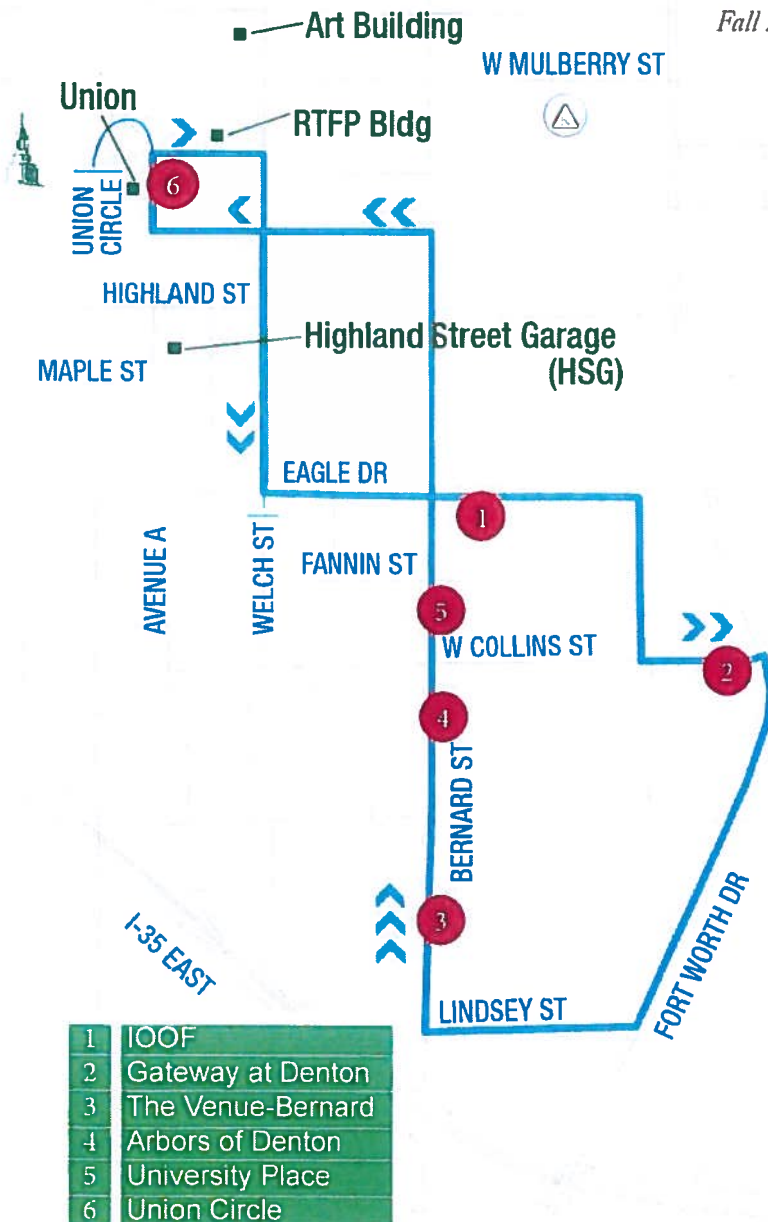 Art Building
Fall
W MULBERRY ST
Union
RTFP Bldg
UNION
CIRCLE
6
HIGHLAND ST
Highland Street Garage
(HSG)
MAPLE ST
EAGLE DR
1
AVENUE A
WELCH ST
FANNIN ST
5
W COLLINS ST
2
4
BERNARD ST
3
I-35 EAST
FORT WORTH DR
LINDSEY ST
1 IOOF
2 Gateway at Denton
3 The Venue-Bernard
4 Arbors of Denton
5 University Place
6 Union Circle